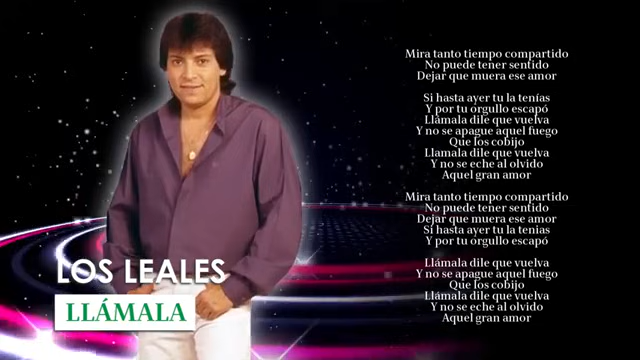 Mira tanto tiempo compartido
No puede tener sentido
Dejar que muera ese amor
Si hasta ayer tu la tenías
Y por tu orgullo escapó
Llámala dile que vuelva
Y no se apague aquel fuego
Que los cobijo
Llamala dile que vuelva
Y no se eche al olvido
Aquel gran amor
Mira tanto tiempo compartido
No puede tener sentido
Dejar que muera ese amor
Si hasta ayer tu la tenias
Y por tu orgullo escapó
Llámala dile que vuelva
Y no se apague aquel fuego
Que los cobijo
Llámala dile que vuelva
Y no se eche al olvido
Aquel gran amor
LOS LEALES
LLÁMALA